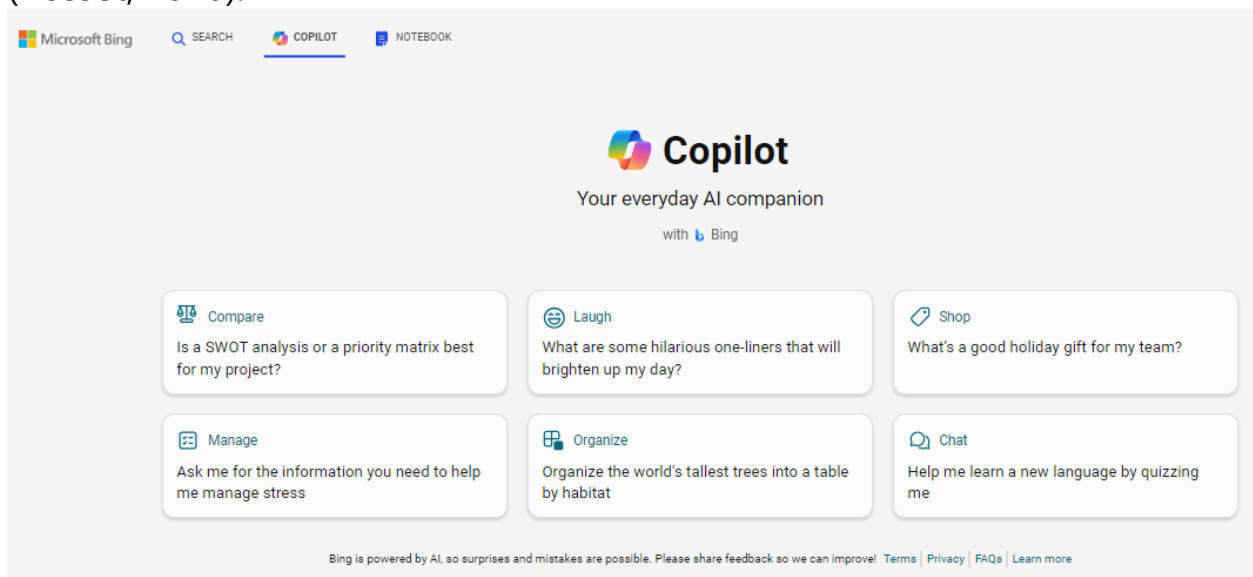 Microsoft Bing SEARCH COPILOT NOTEBOOK
Copilot
Your everyday AI companion
with Bing
Compare
Is a SWOT analysis or a priority matrix best
for my project?
Laugh
What are some hilarious one-liners that will
brighten up my day?
Shop
What's a good holiday gift for my team?
Manage
Ask me for the information you need to help
me manage stress
Organize
Organize the world's tallest trees into a table
by habitat
Chat
Help me learn a new language by quizzing
me
Bing is powered by AI, so surprises and mistakes are possible. Please share feedback so we can improve! Terms | Privacy | FAQs | Learn more